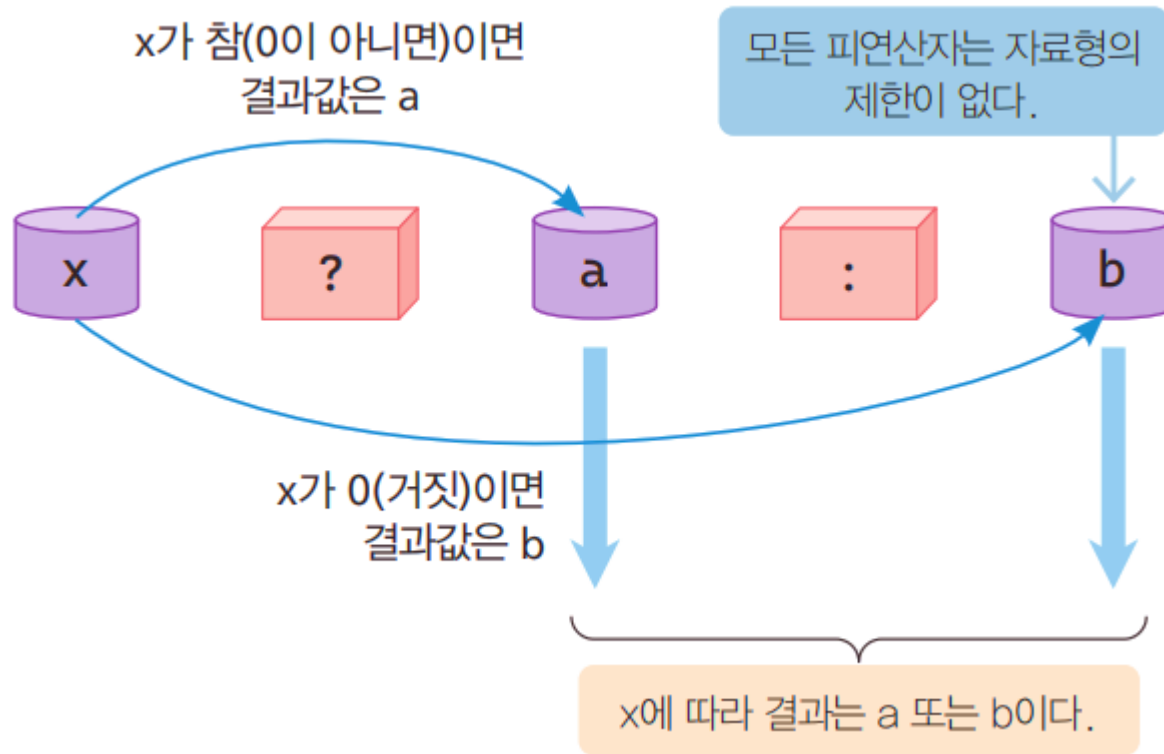 x가 참(0이 아니면)이면
결과값은 a
모든 피연산자는 자료형의
제한이 없다.
x
?
a
:
b
x가 0(거짓)이면
결과값은 b
x에 따라 결과는 a 또는 b이다.